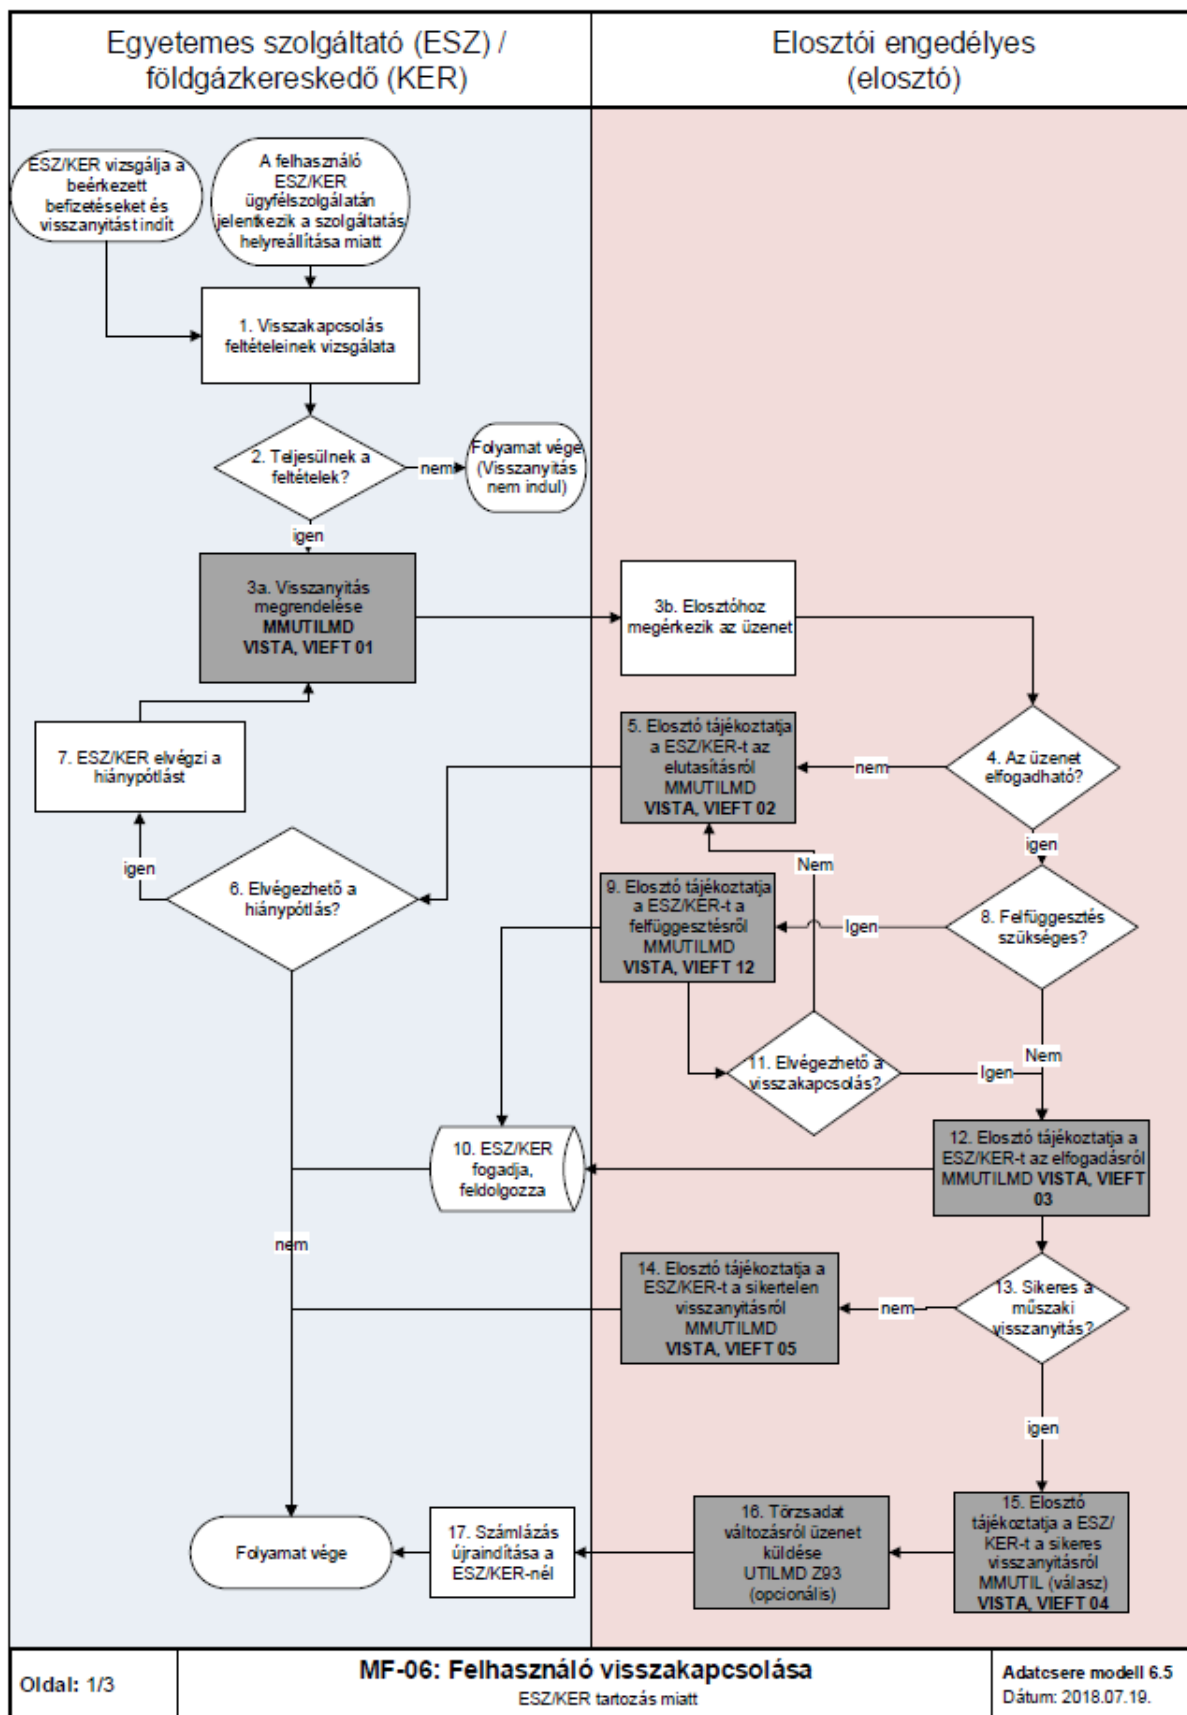 Egyetemes szolgáltató (ESZ) /
földgázkereskedő (KER)
Elosztói engedélyes
(elosztó)
ESZ/KER vizsgálja a
beérkezett
befizetéseket és
visszanyitást indít
A felhasználó
ESZ/KER
ügyfélszolgálatán
jelentkezik a szolgáltatás
helyreállítása miatt
1. Visszakapcsolás
feltételeinek vizsgálata
2. Teljesülnek a
feltételek?
nem
Folyamat vége
(Visszanyitás
nem indul)
igen
3a. Visszanyitás
megrendelése
MMUTILMD
VISTA, VIEFT 01
3b. Elosztóhoz
megérkezik az üzenet
4. Az üzenet
elfogadható?
nem
5. Elosztó tájékoztatja
a ESZ/KER-t az
elutasításról
MMUTILMD
VISTA, VIEFT 02
7. ESZ/KER elvégzi a
hiánypótlást
igen
6. Elvégezhető a
hiánypótlás?
igen
Nem
8. Felfüggesztés
szükséges?
Igen
9. Elosztó tájékoztatja
a ESZ/KER-t a
felfüggesztésről
MMUTILMD
VISTA, VIEFT 12
11. Elvégezhető a
visszakapcsolás?
Igen
Nem
10. ESZ/KER
fogadja,
feldolgozza
12. Elosztó tájékoztatja a
ESZ/KER-t az elfogadásról
MMUTILMD VISTA, VIEFT
03
nem
14. Elosztó tájékoztatja a
ESZ/KER-t a sikertelen
visszanyitásról
MMUTILMD
VISTA, VIEFT 05
nem
13. Sikeres a
műszaki
visszanyitás?
igen
Folyamat vége
17. Számlázás
újraindítása a
ESZ/KER-nél
16. Törzsadat
változásról üzenet
küldése
UTILMD Z93
(opcionális)
15. Elosztó
tájékoztatja a ESZ/
KER-t a sikeres
visszanyitásról
MMUTIL (válasz)
VISTA, VIEFT 04
Oldal: 1/3
MF-06: Felhasználó visszakapcsolása
ESZ/KER tartozás miatt
Adatcsere modell 6.5
Dátum: 2018.07.19.